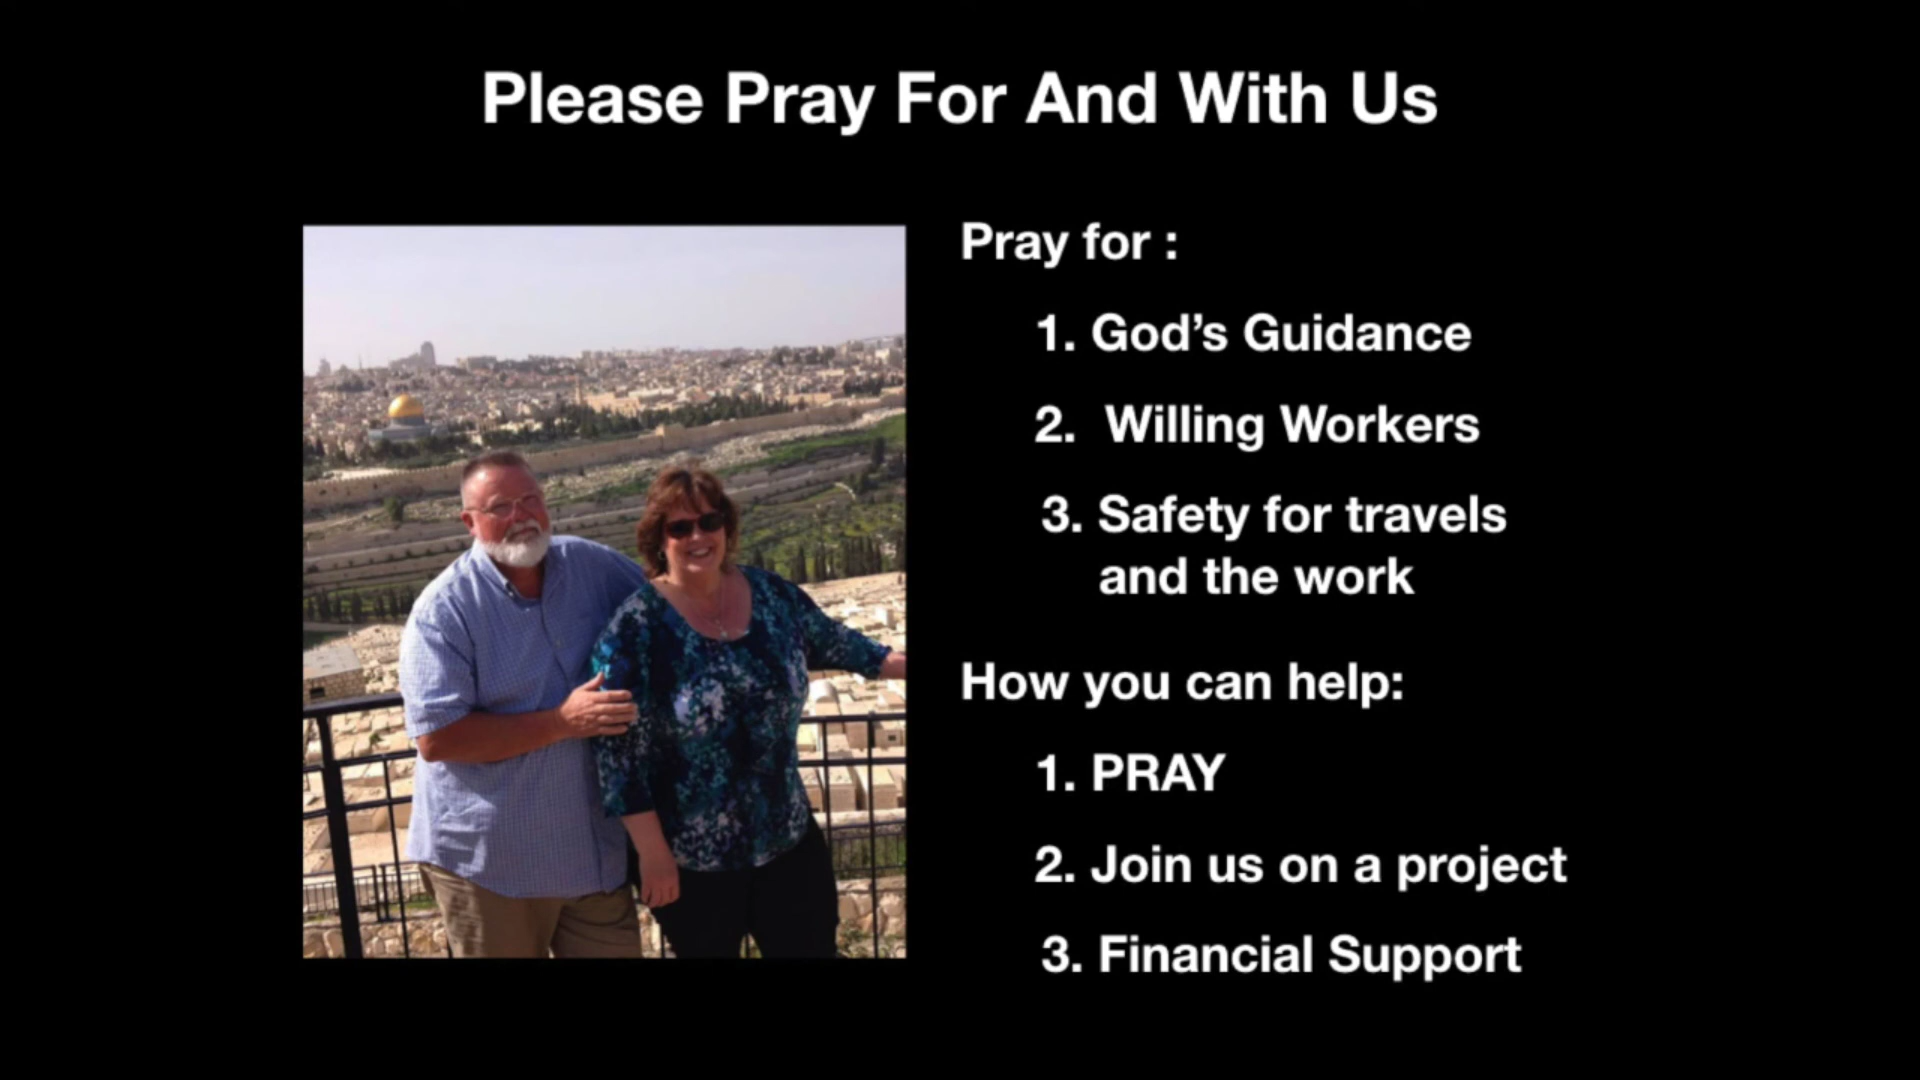 Please Pray For And With Us
Pray for :
1. God’s Guidance
2. Willing Workers
3. Safety for travels
and the work
How you can help:
1. PRAY
2. Join us on a project
3. Financial Support